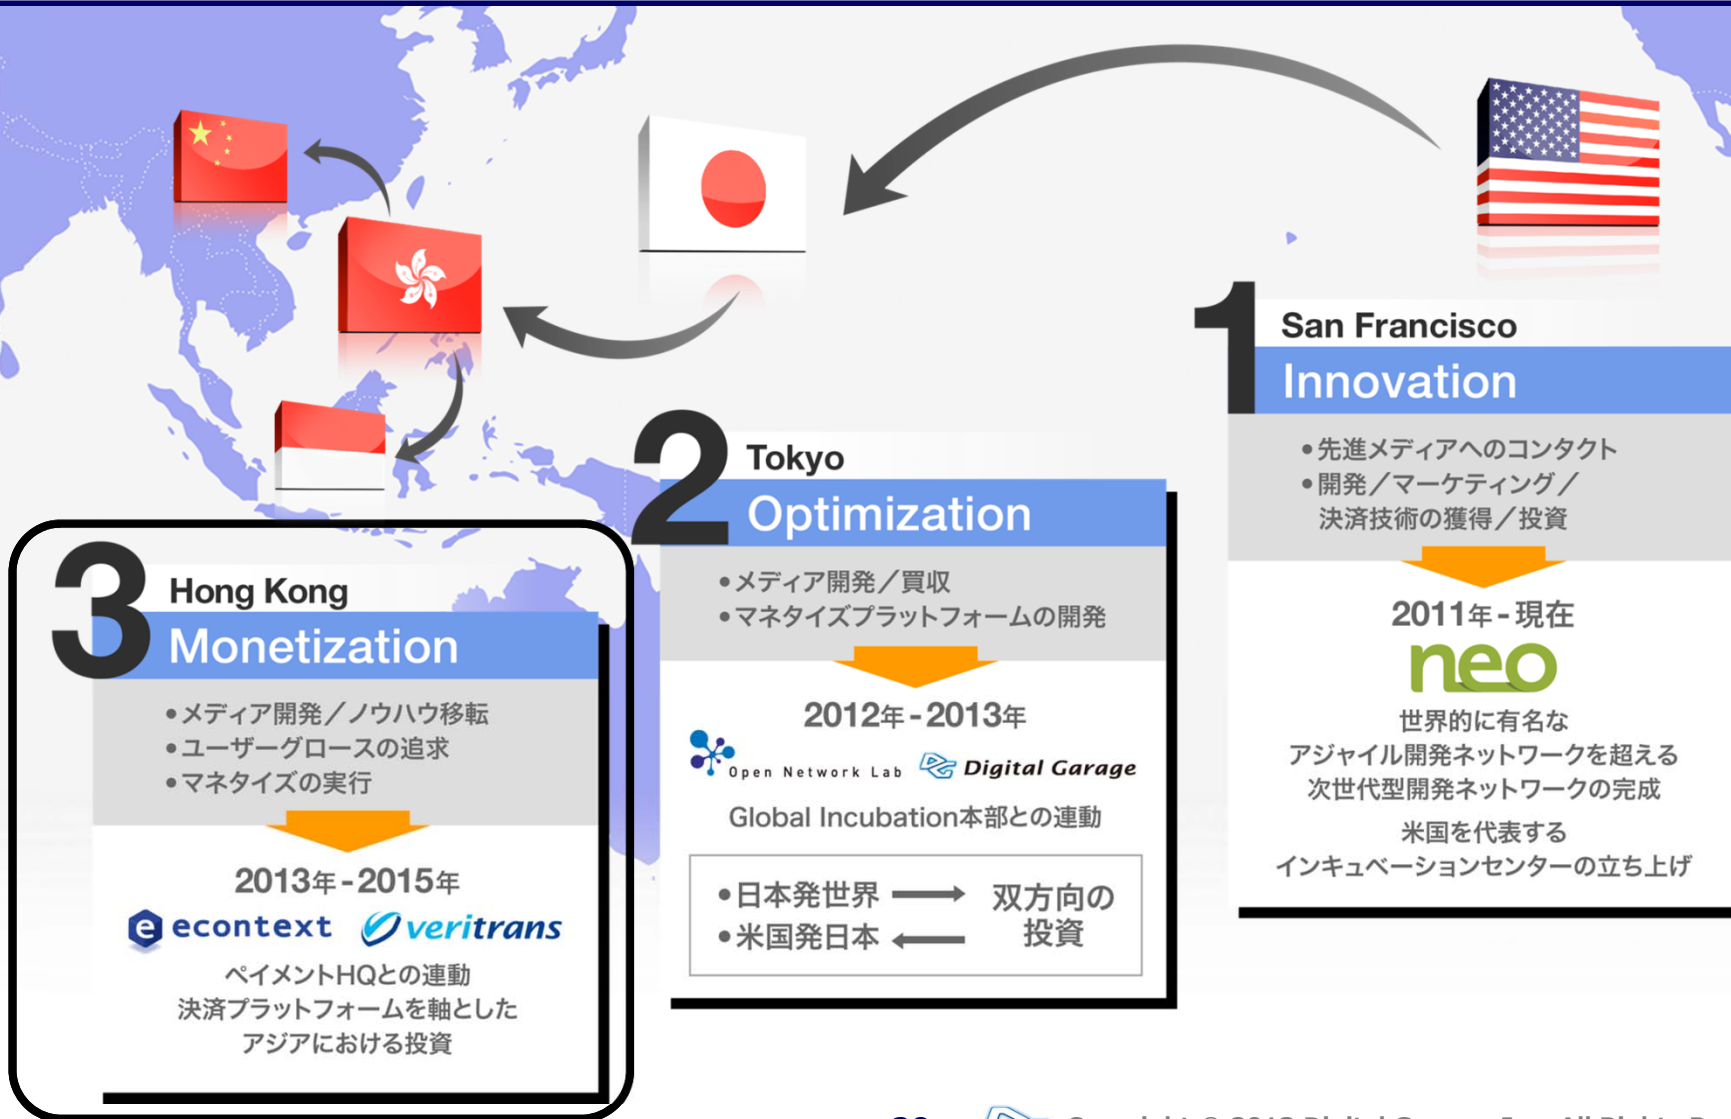 1
San Francisco
Innovation
•先進メディアへのコンタクト
•開発／マーケティング／
決済技術の獲得／投資
2011年-現在
neo
世界的に有名な
アジャイル開発ネットワークを超える
次世代型開発ネットワークの完成
米国を代表する
インキュベーションセンターの立ち上げ
2
Tokyo
Optimization
•メディア開発／買収
•マネタイズプラットフォームの開発
2012年-2013年
Open Network Lab Digital Garage
Global Incubation本部との連動
•日本発世界 → 双方向の
•米国発日本 ← 投資
3
Hong Kong
Monetization
•メディア開発／ノウハウ移転
•ユーザーグロースの追求
•マネタイズの実行
2013年-2015年
econtext veritrans
ペイメントHQとの連動
決済プラットフォームを軸とした
アジアにおける投資